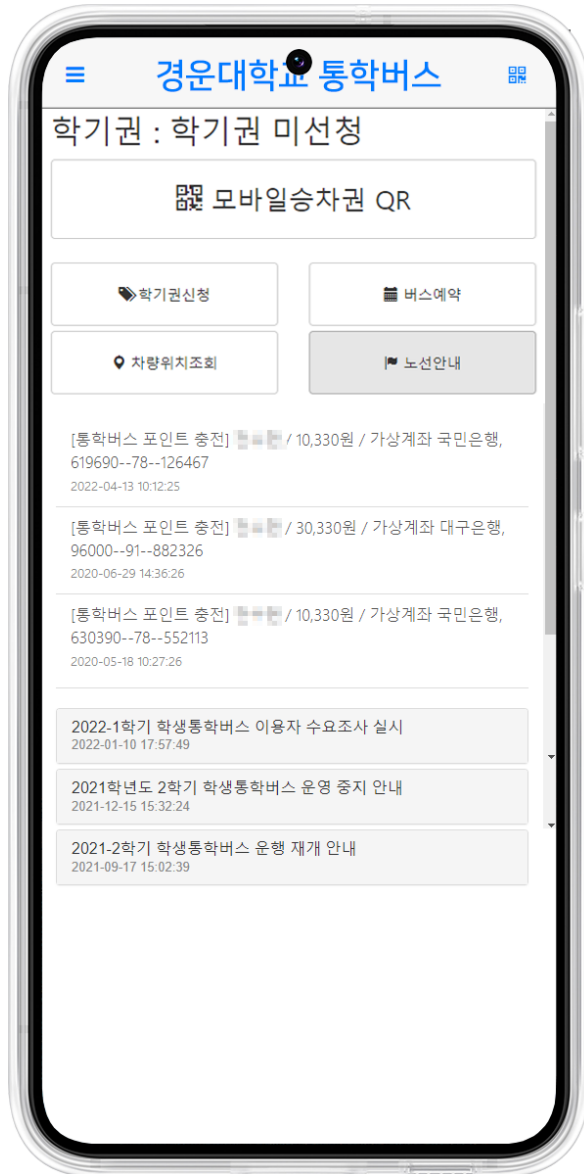 경운대학교 통학버스
학기권 : 학기권 미선청
모바일승차권 QR
학기권신청
버스예약
차량위치조회
노선안내
[통학버스 포인트 충전] / 10,330원 / 가상계좌 국민은행,
619690--78--126467
2022-04-13 10:12:25
[통학버스 포인트 충전] / 30,330원 / 가상계좌 대구은행,
96000--91--882326
2020-06-29 14:36:26
[통학버스 포인트 충전] / 10,330원 / 가상계좌 국민은행,
630390--78--552113
2020-05-18 10:27:26
2022-1학기 학생통학버스 이용자 수요조사 실시
2022-01-10 17:57:49
2021학년도 2학기 학생통학버스 운영 중지 안내
2021-12-15 15:32:24
2021-2학기 학생통학버스 운행 재개 안내
2021-09-17 15:02:39